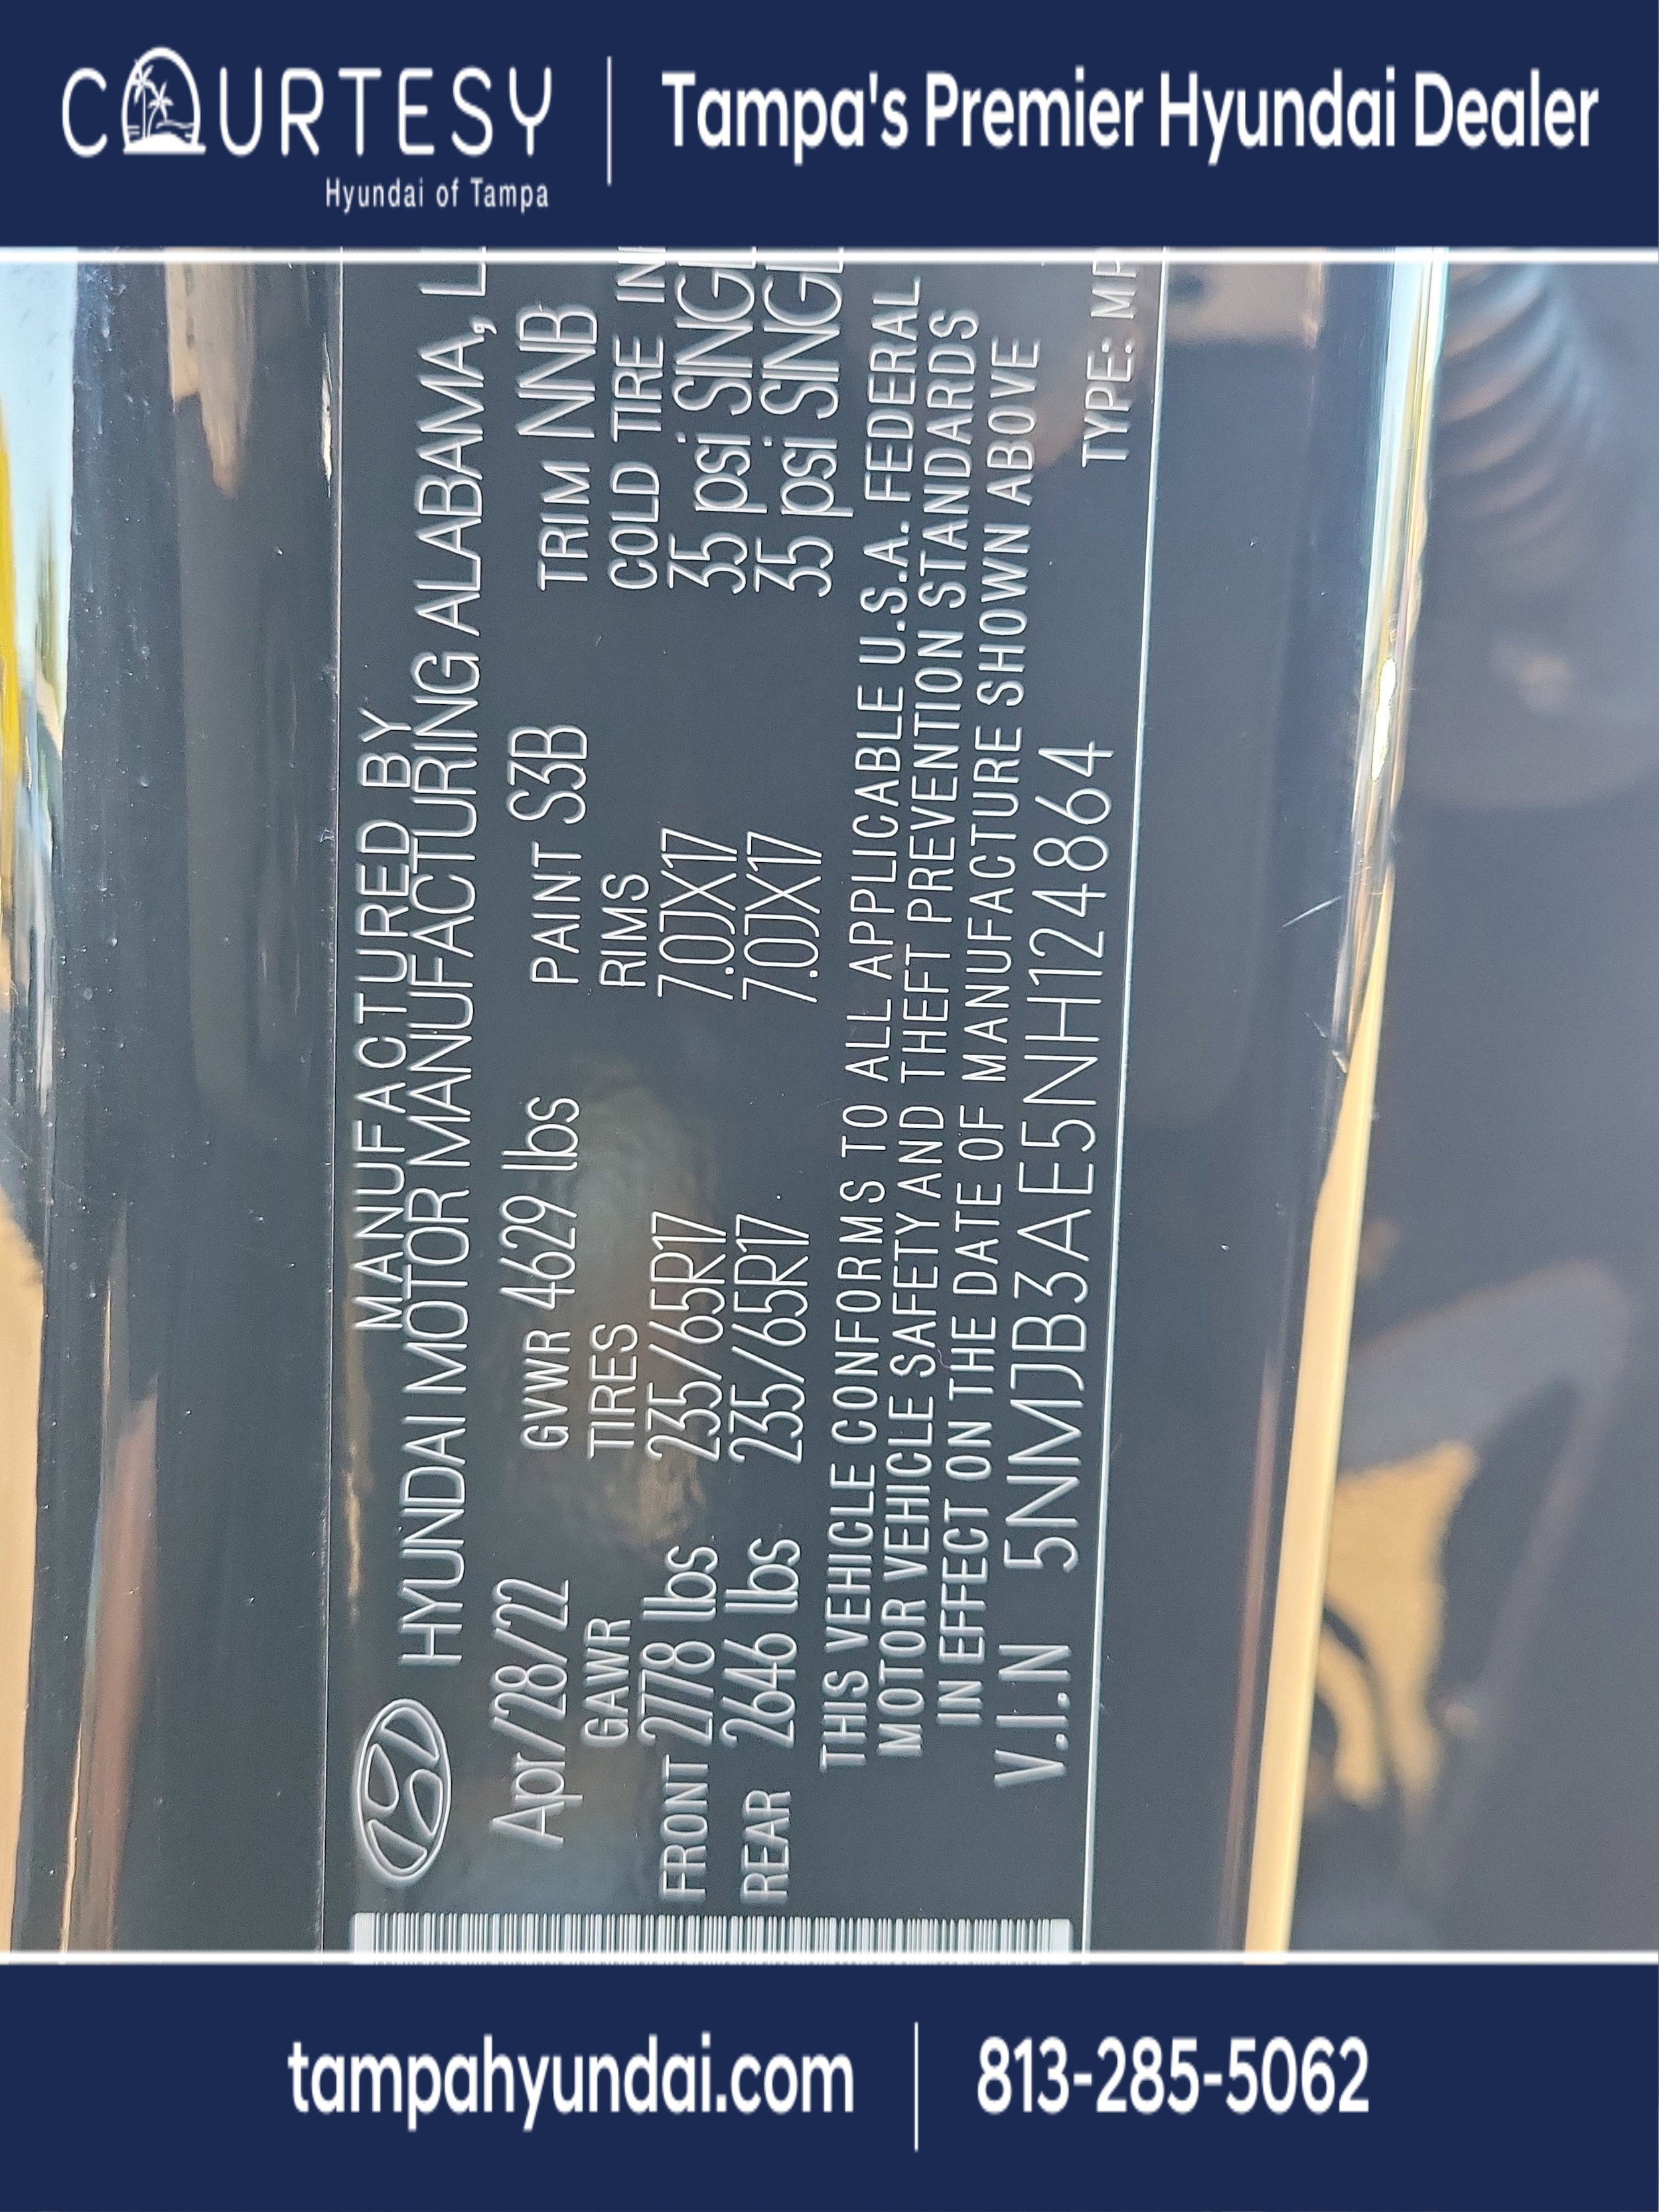 COURTESY
Hyundai of Tampa
Tampa's Premier Hyundai Dealer
MANUFACTURED BY
HYUNDAI MOTOR MANUFACTURING ALABAMA, L
Apr/28/22 GVWR 4629 lbs PAINT S3B TRIM NNB
GAWR TIRES RIMS COLD TIRE IN
FRONT 2778 lbs 235/65R17 7.0JX17 35 psi SINGL
REAR 2646 lbs 235/65R17 7.0JX17 35 psi SINGL
THIS VEHICLE CONFORMS TO ALL APPLICABLE U.S.A. FEDERAL
MOTOR VEHICLE SAFETY AND THEFT PREVENTION STANDARDS
IN EFFECT ON THE DATE OF MANUFACTURE SHOWN ABOVE
V.I.N 5NMJB3AE5NH124864
TYPE: MP
tampahyundai.com
813-285-5062